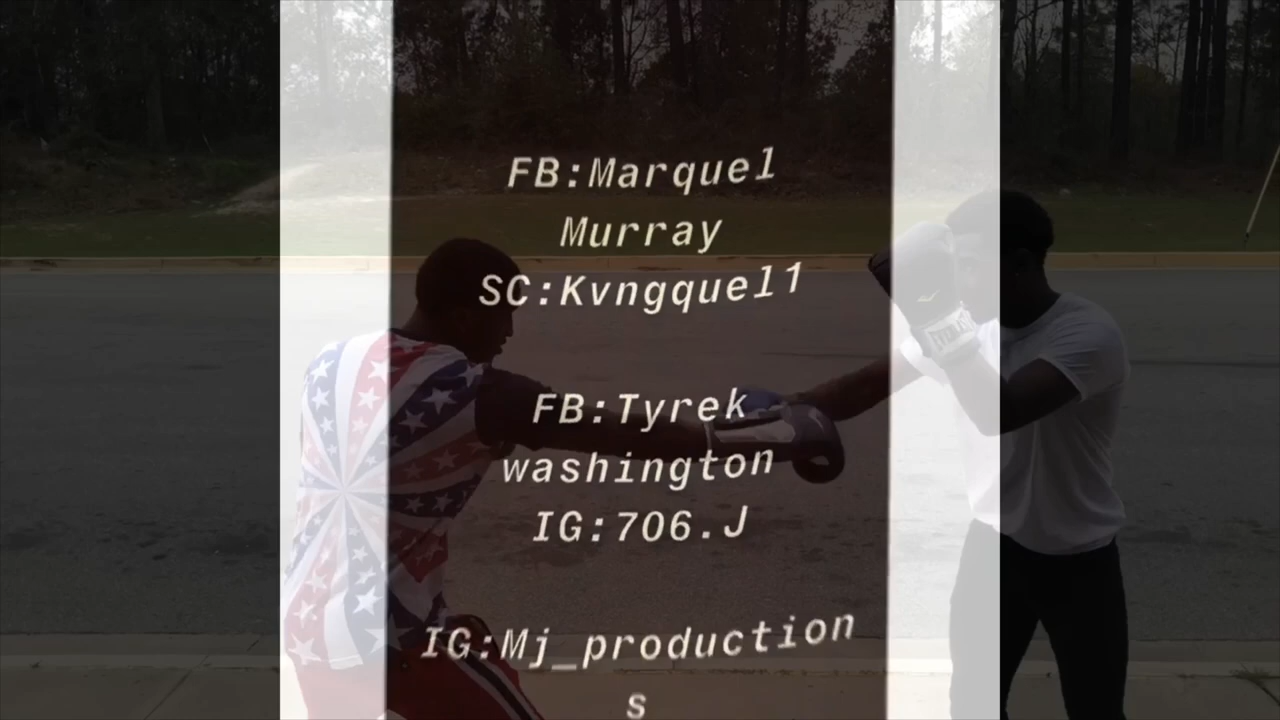 FB:Marquel
Murray
SC:Kvngquel1
FB:Tyrek
washington
IG:706.J
IG:Mj_production
s